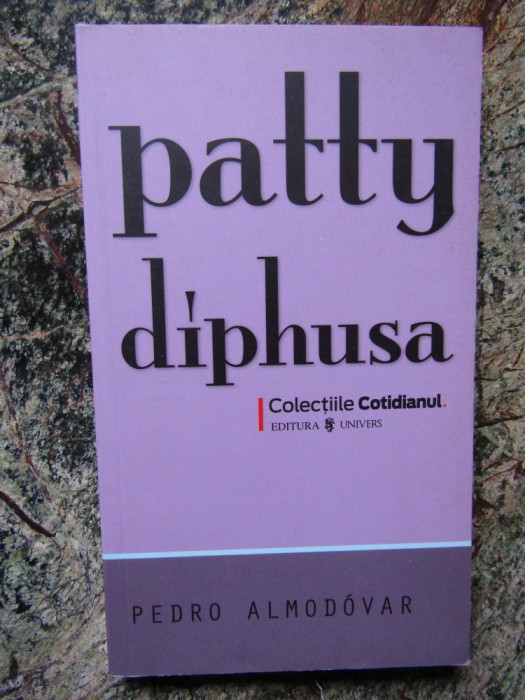 patty
diphusa
Colecțiile Cotidianul.
EDITURA UNIVERS
PEDRO ALMODÓVAR